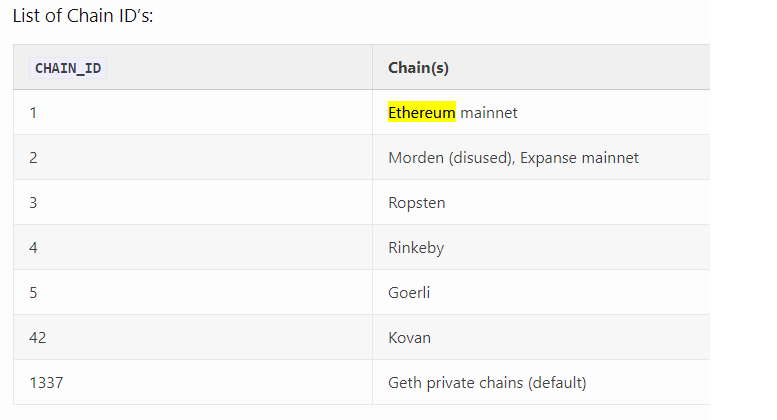 List of Chain ID’s:
CHAIN_ID Chain(s)
1 Ethereum mainnet
2 Morden (disused), Expanse mainnet
3 Ropsten
4 Rinkeby
5 Goerli
42 Kovan
1337 Geth private chains (default)